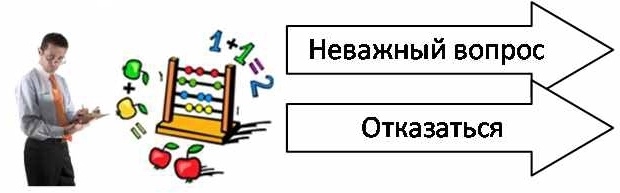 1+1=2
Неважный вопрос
+
=
Отказаться